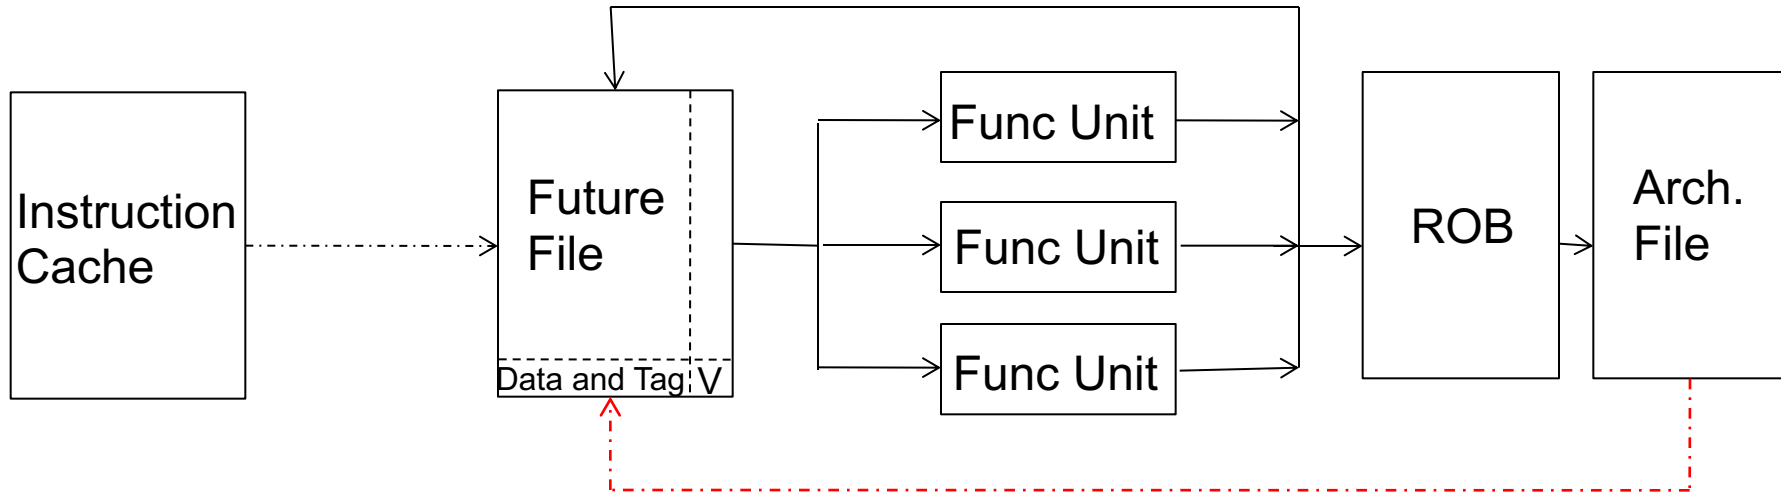 Instruction
Cache
Future
File
Data and Tag V
Func Unit
Func Unit
Func Unit
ROB
Arch.
File